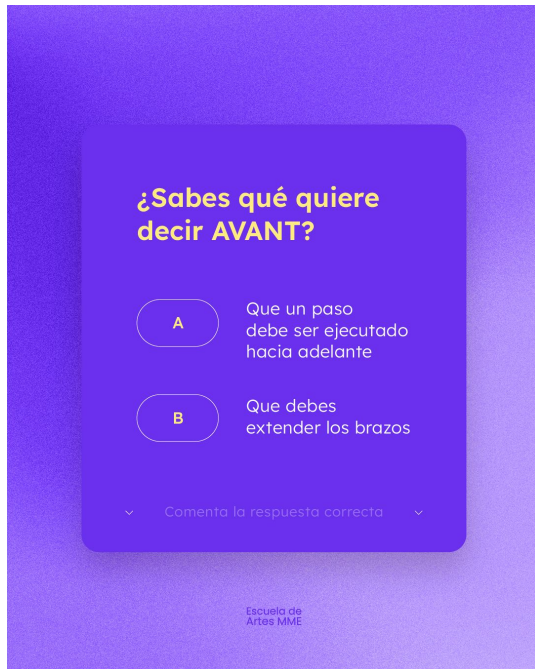 ¿Sabes qué quiere
decir AVANT?
A
Que un paso
debe ser ejecutado
hacia adelante
B
Que debes
extender los brazos
Comenta la respuesta correcta
Escuela de
Artes MME